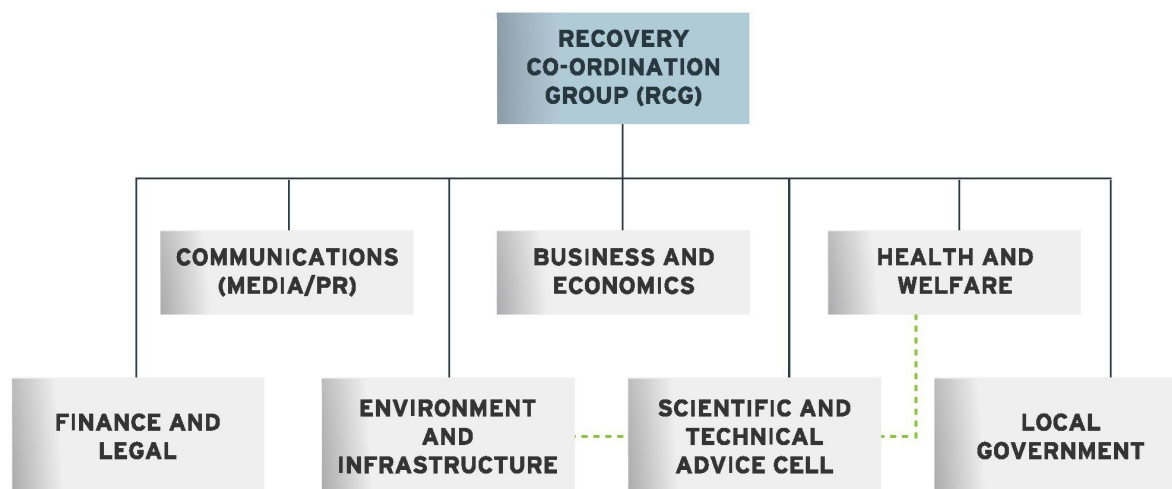 RECOVERY
CO-ORDINATION
GROUP (RCG)
COMMUNICATIONS
(MEDIA/PR)
BUSINESS AND
ECONOMICS
HEALTH AND
WELFARE
FINANCE AND
LEGAL
ENVIRONMENT
AND
INFRASTRUCTURE
SCIENTIFIC AND
TECHNICAL
ADVICE CELL
LOCAL
GOVERNMENT